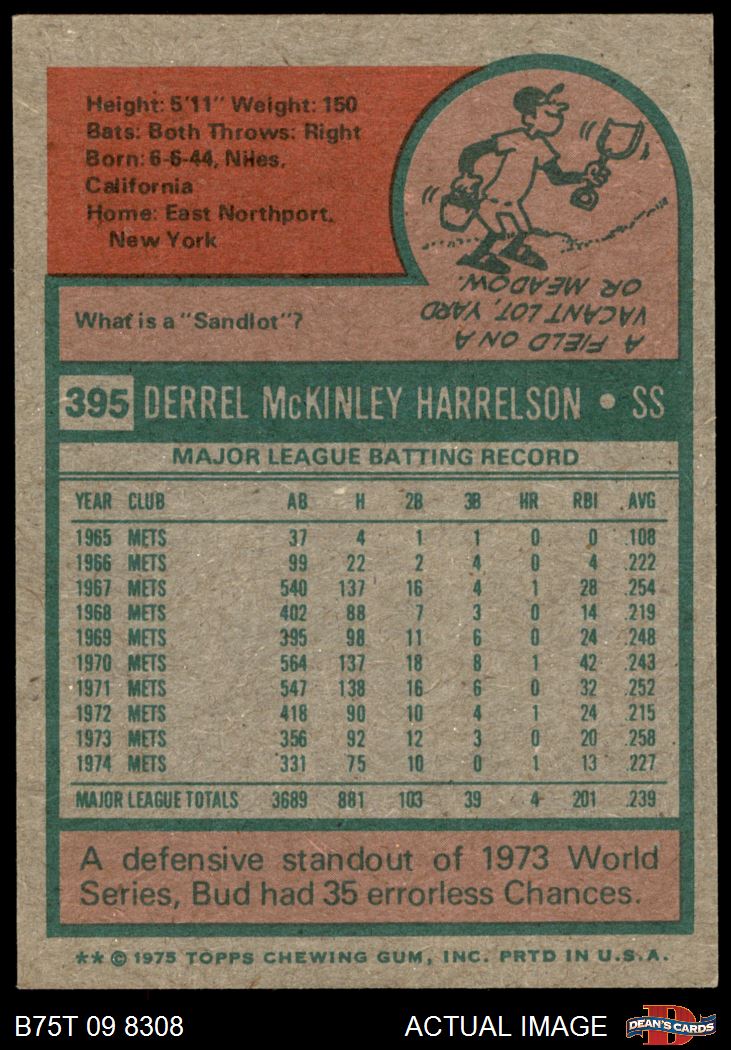 Height: 5'11" Weight: 150
Bats: Both Throws: Right
Born: 6-6-44, Niles,
California
Home: East Northport,
New York
What is a "Sandlot"?
A FIELD ON A
VACANT LOT, YARD
OR MEADOW.
395 DERREL McKINLEY HARRELSON • SS
MAJOR LEAGUE BATTING RECORD
YEAR CLUB AB H 2B 3B HR RBI AVG
1965 METS 37 4 1 1 0 0 .108
1966 METS 99 22 2 4 0 4 .222
1967 METS 540 137 16 4 1 28 .254
1968 METS 402 88 7 3 0 14 .219
1969 METS 395 98 11 6 0 24 .248
1970 METS 564 137 18 8 1 42 .243
1971 METS 547 138 16 6 0 32 .252
1972 METS 418 90 10 4 1 24 .215
1973 METS 356 92 12 3 0 20 .258
1974 METS 331 75 10 0 1 13 .227
MAJOR LEAGUE TOTALS 3689 881 103 39 4 201 .239
A defensive standout of 1973 World
Series, Bud had 35 errorless Chances.
** © 1975 TOPPS CHEWING GUM, INC. PRTD IN U.S.A.
B75T 09 8308 ACTUAL IMAGE D DEAN'S CARDS